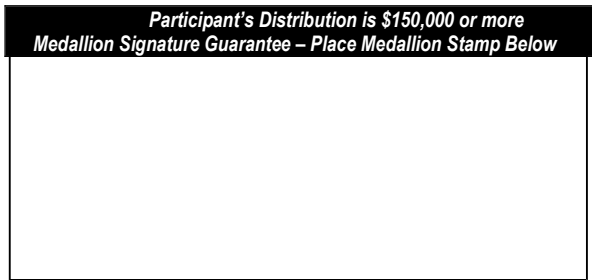 Participant's Distribution is $150,000 or more
Medallion Signature Guarantee – Place Medallion Stamp Below